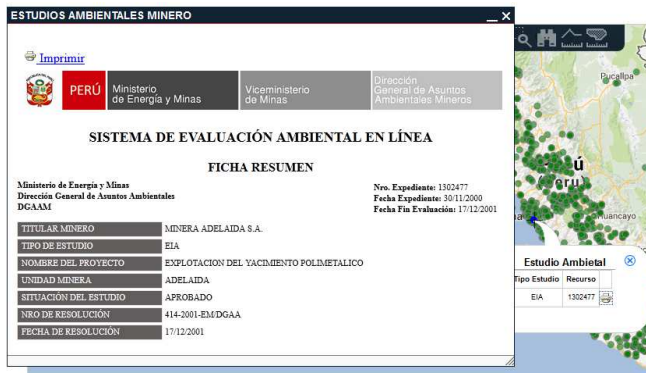 ESTUDIOS AMBIENTALES MINERO
Imprimir
PERÚ
Ministerio
de Energía y Minas
Viceministerio
de Minas
Dirección
General de Asuntos
Ambientales Mineros
SISTEMA DE EVALUACIÓN AMBIENTAL EN LÍNEA
FICHA RESUMEN
Ministerio de Energía y Minas
Dirección General de Asuntos Ambientales
DGAAM
Nro. Expediente: 1302477
Fecha Expediente: 30/11/2000
Fecha Fin Evaluación: 17/12/2001
TITULAR MINERO MINERA ADELAIDA S.A.
TIPO DE ESTUDIO EIA
NOMBRE DEL PROYECTO EXPLOTACION DEL YACIMIENTO POLIMETALICO
UNIDAD MINERA ADELAIDA
SITUACIÓN DEL ESTUDIO APROBADO
NRO DE RESOLUCIÓN 414-2001-EM/DGAA
FECHA DE RESOLUCIÓN 17/12/2001
Pucallpa
ú
(Peru)
Huancayo
Estudio Ambietal
Tipo Estudio Recurso
EIA 1302477